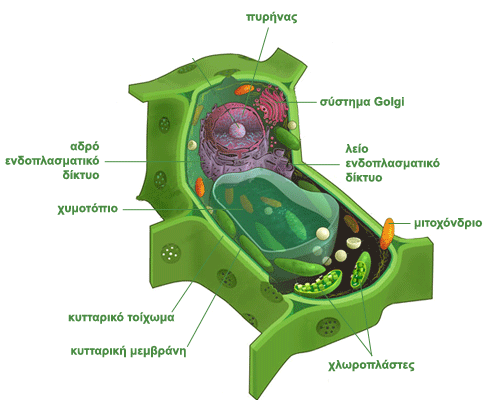 πυρήνας
σύστημα Golgi
αδρό
ενδοπλασματικό
δίκτυο
λείο
ενδοπλασματικό
δίκτυο
χυμοτόπιο
μιτοχόνδριο
κυτταρικό τοίχωμα
κυτταρική μεμβράνη
χλωροπλάστες